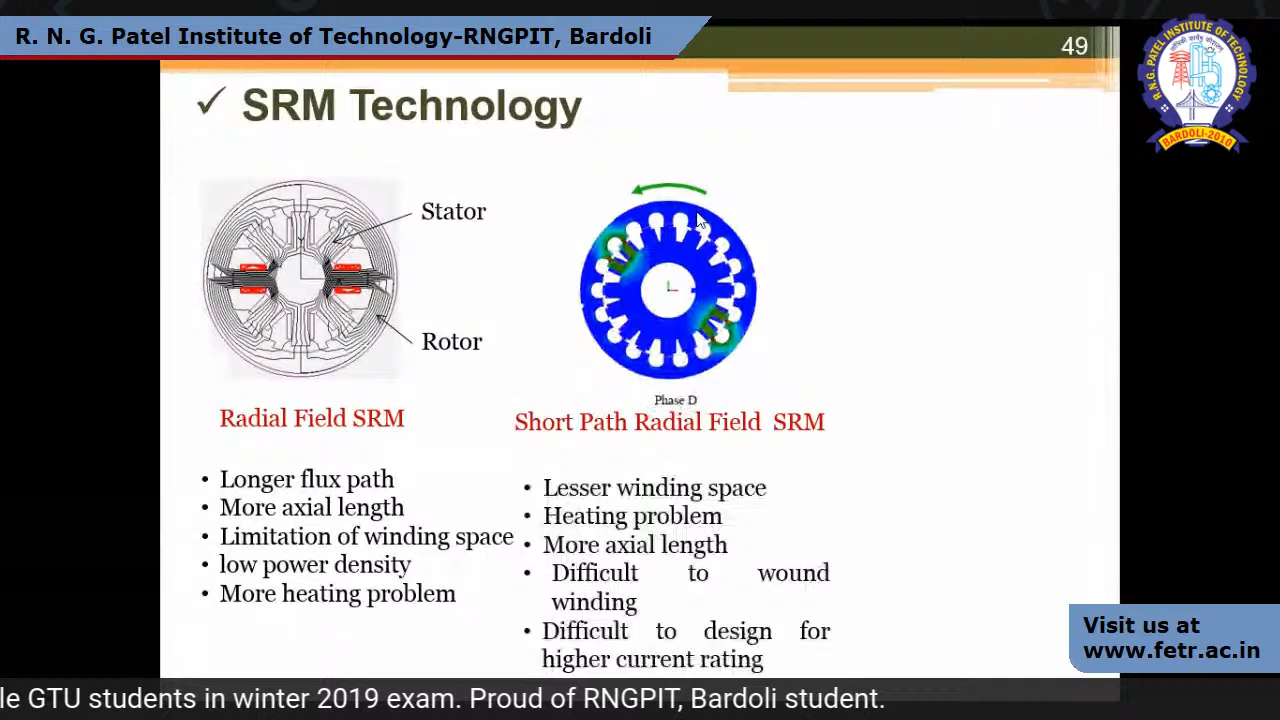 R. N. G. Patel Institute of Technology-RNGPIT, Bardoli
49
R.N.G. PATEL INSTITUTE OF TECHNOLOGY
BARDOLI-2010
✓ SRM Technology
Stator
Rotor
Phase D
Radial Field SRM
Short Path Radial Field SRM
• Longer flux path
• More axial length
• Limitation of winding space
• low power density
• More heating problem
• Lesser winding space
• Heating problem
• More axial length
• Difficult to wound
winding
• Difficult to design for
higher current rating
Visit us at
www.fetr.ac.in
le GTU students in winter 2019 exam. Proud of RNGPIT, Bardoli student.